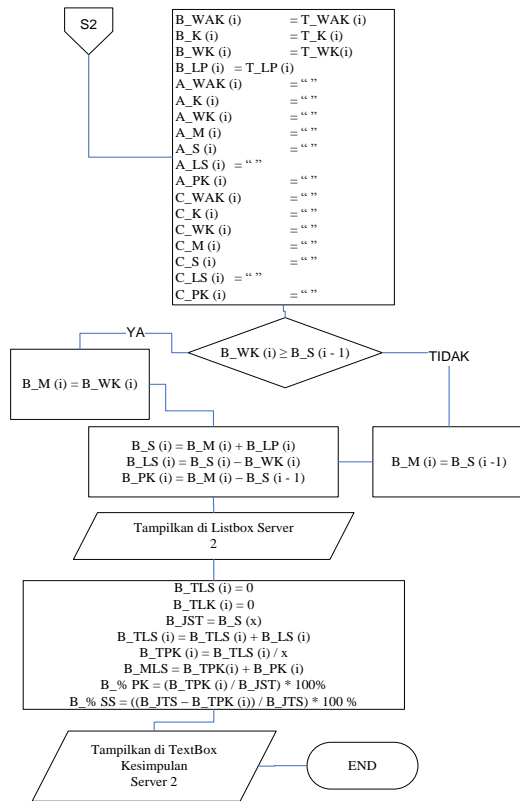 S2
B_WAK (i) = T_WAK (i)
B_K (i) = T_K (i)
B_WK (i) = T_WK(i)
B_LP (i) = T_LP (i)
A_WAK (i) = “ ”
A_K (i) = “ ”
A_WK (i) = “ ”
A_M (i) = “ ”
A_S (i) = “ ”
A_LS (i) = “ ”
A_PK (i) = “ ”
C_WAK (i) = “ ”
C_K (i) = “ ”
C_WK (i) = “ ”
C_M (i) = “ ”
C_S (i) = “ ”
C_LS (i) = “ ”
C_PK (i) = “ ”
YA
B_WK (i) ≥ B_S (i - 1)
TIDAK
B_M (i) = B_WK (i)
B_S (i) = B_M (i) + B_LP (i)
B_LS (i) = B_S (i) – B_WK (i)
B_PK (i) = B_M (i) – B_S (i - 1)
B_M (i) = B_S (i -1)
Tampilkan di Listbox Server
2
B_TLS (i) = 0
B_TLK (i) = 0
B_JST = B_S (x)
B_TLS (i) = B_TLS (i) + B_LS (i)
B_TPK (i) = B_TLS (i) / x
B_MLS = B_TPK(i) + B_PK (i)
B_% PK = (B_TPK (i) / B_JST) * 100%
B_% SS = ((B_JTS – B_TPK (i)) / B_JTS) * 100 %
Tampilkan di TextBox
Kesimpulan
Server 2
END